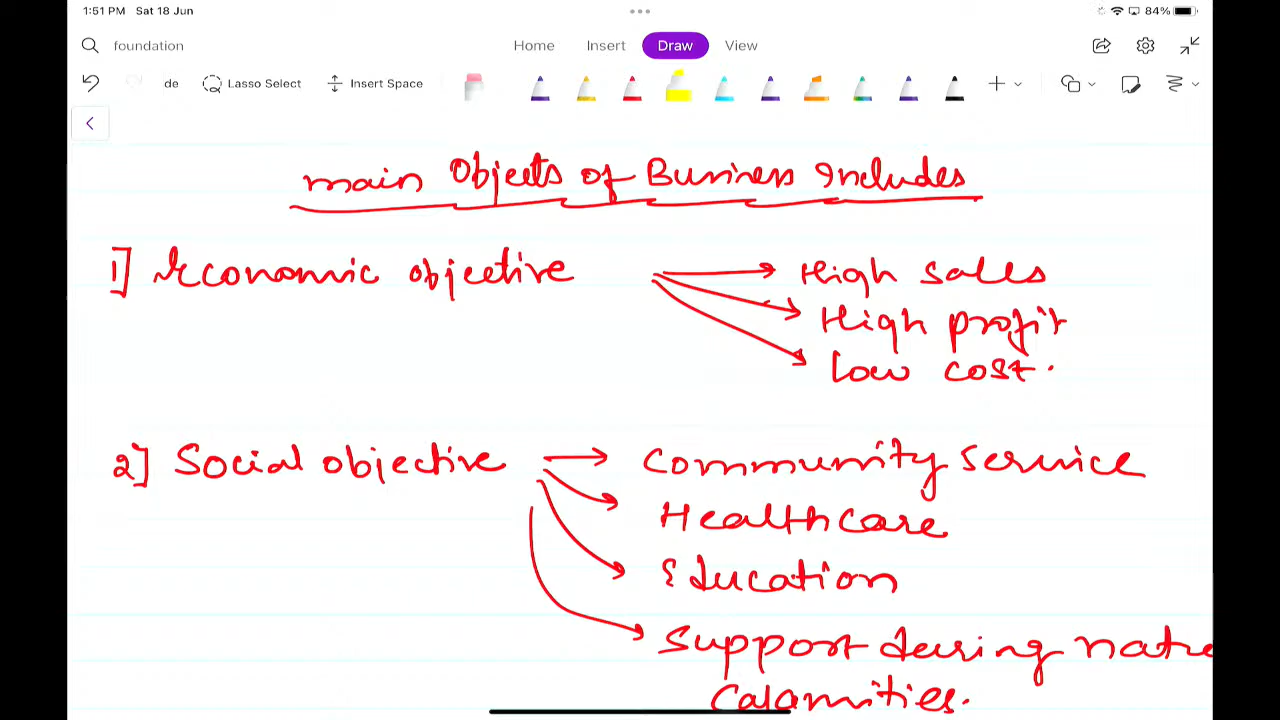 1:51 PM Sat 18 Jun 84%
foundation Home Insert Draw View
de Lasso Select Insert Space
main Objects of Business Includes
1] Economic objective High sales
High profit
Low cost.
2] Social objective Community service
Healthcare
Education
Support during
Calamities.